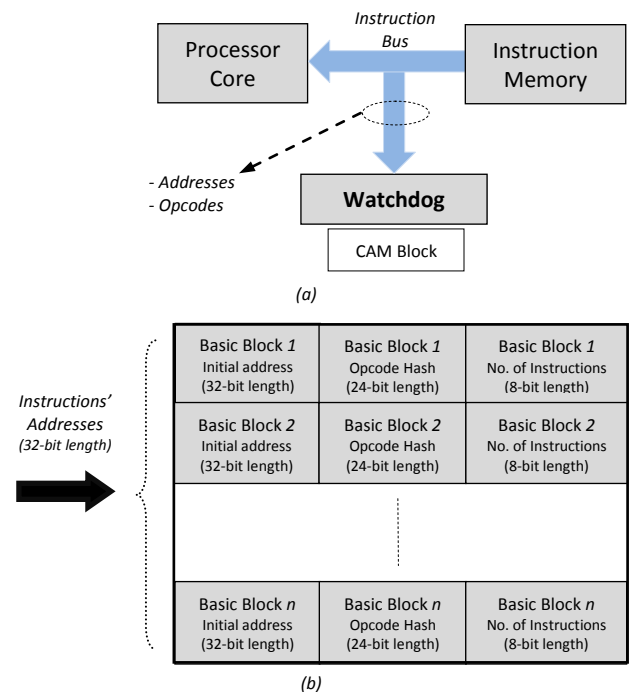 Instruction
Bus
Processor
Core
Instruction
Memory
- Addresses
- Opcodes
Watchdog
CAM Block
(a)
Instructions’
Addresses
(32-bit length)
Basic Block 1
Initial address
(32-bit length)
Basic Block 1
Opcode Hash
(24-bit length)
Basic Block 1
No. of Instructions
(8-bit length)
Basic Block 2
Initial address
(32-bit length)
Basic Block 2
Opcode Hash
(24-bit length)
Basic Block 2
No. of Instructions
(8-bit length)
Basic Block n
Initial address
(32-bit length)
Basic Block n
Opcode Hash
(24-bit length)
Basic Block n
No. of Instructions
(8-bit length)
(b)